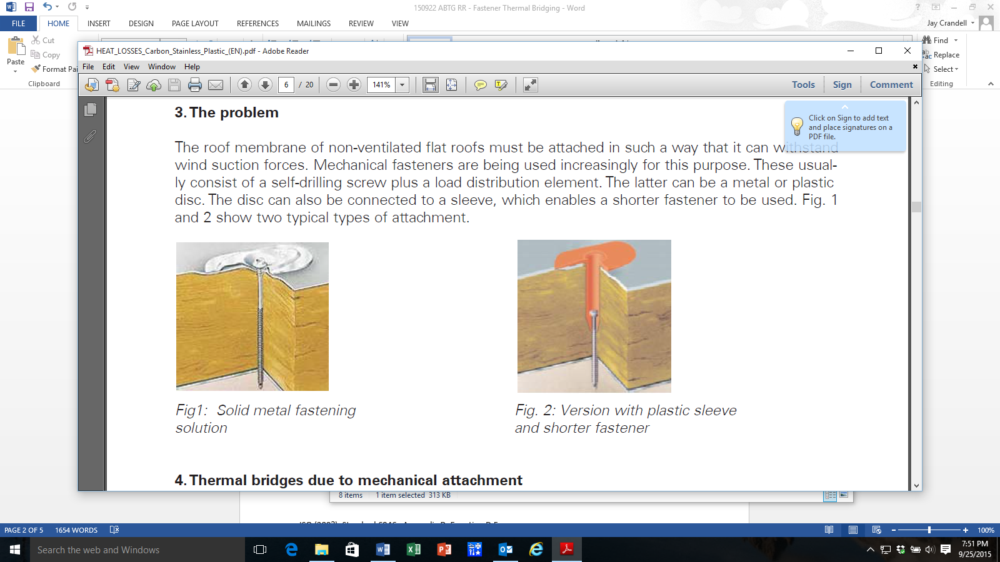 150922 ABTG RR - Fastener Thermal Bridging - Word
FILE HOME INSERT DESIGN PAGE LAYOUT REFERENCES MAILINGS REVIEW VIEW
Jay Crandell
Paste
Cut
Copy
Format Pai
Clipboard
Find
Replace
Select
Editing
HEAT_LOSSES_Carbon_Stainless_Plastic_(EN).pdf - Adobe Reader
File Edit View Window Help
6 / 20
141%
Tools Sign Comment
Click on Sign to add text
and place signatures on a
PDF file.
3. The problem
The roof membrane of non-ventilated flat roofs must be attached in such a way that it can withstand
wind suction forces. Mechanical fasteners are being used increasingly for this purpose. These usual-
ly consist of a self-drilling screw plus a load distribution element. The latter can be a metal or plastic
disc. The disc can also be connected to a sleeve, which enables a shorter fastener to be used. Fig. 1
and 2 show two typical types of attachment.
Fig1: Solid metal fastening
solution
Fig. 2: Version with plastic sleeve
and shorter fastener
4. Thermal bridges due to mechanical attachment
8 items 1 item selected 313 KB
PAGE 2 OF 5 1654 WORDS
100%
Search the web and Windows
7:51 PM
9/25/2015